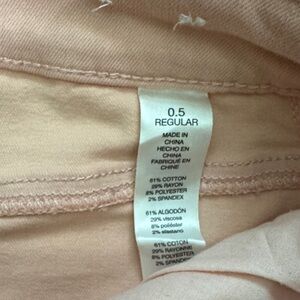 0.5
REGULAR
MADE IN
CHINA
HECHO EN
CHINA
FABRIQUÉ EN
CHINE
61% COTTON
29% RAYON
8% POLYESTER
2% SPANDEX
61% ALGODÓN
29% viscosa
8% poliéster
2% elastano
61% COTON
29% RAYONNE
8% POLYESTER
2% SPANDEX